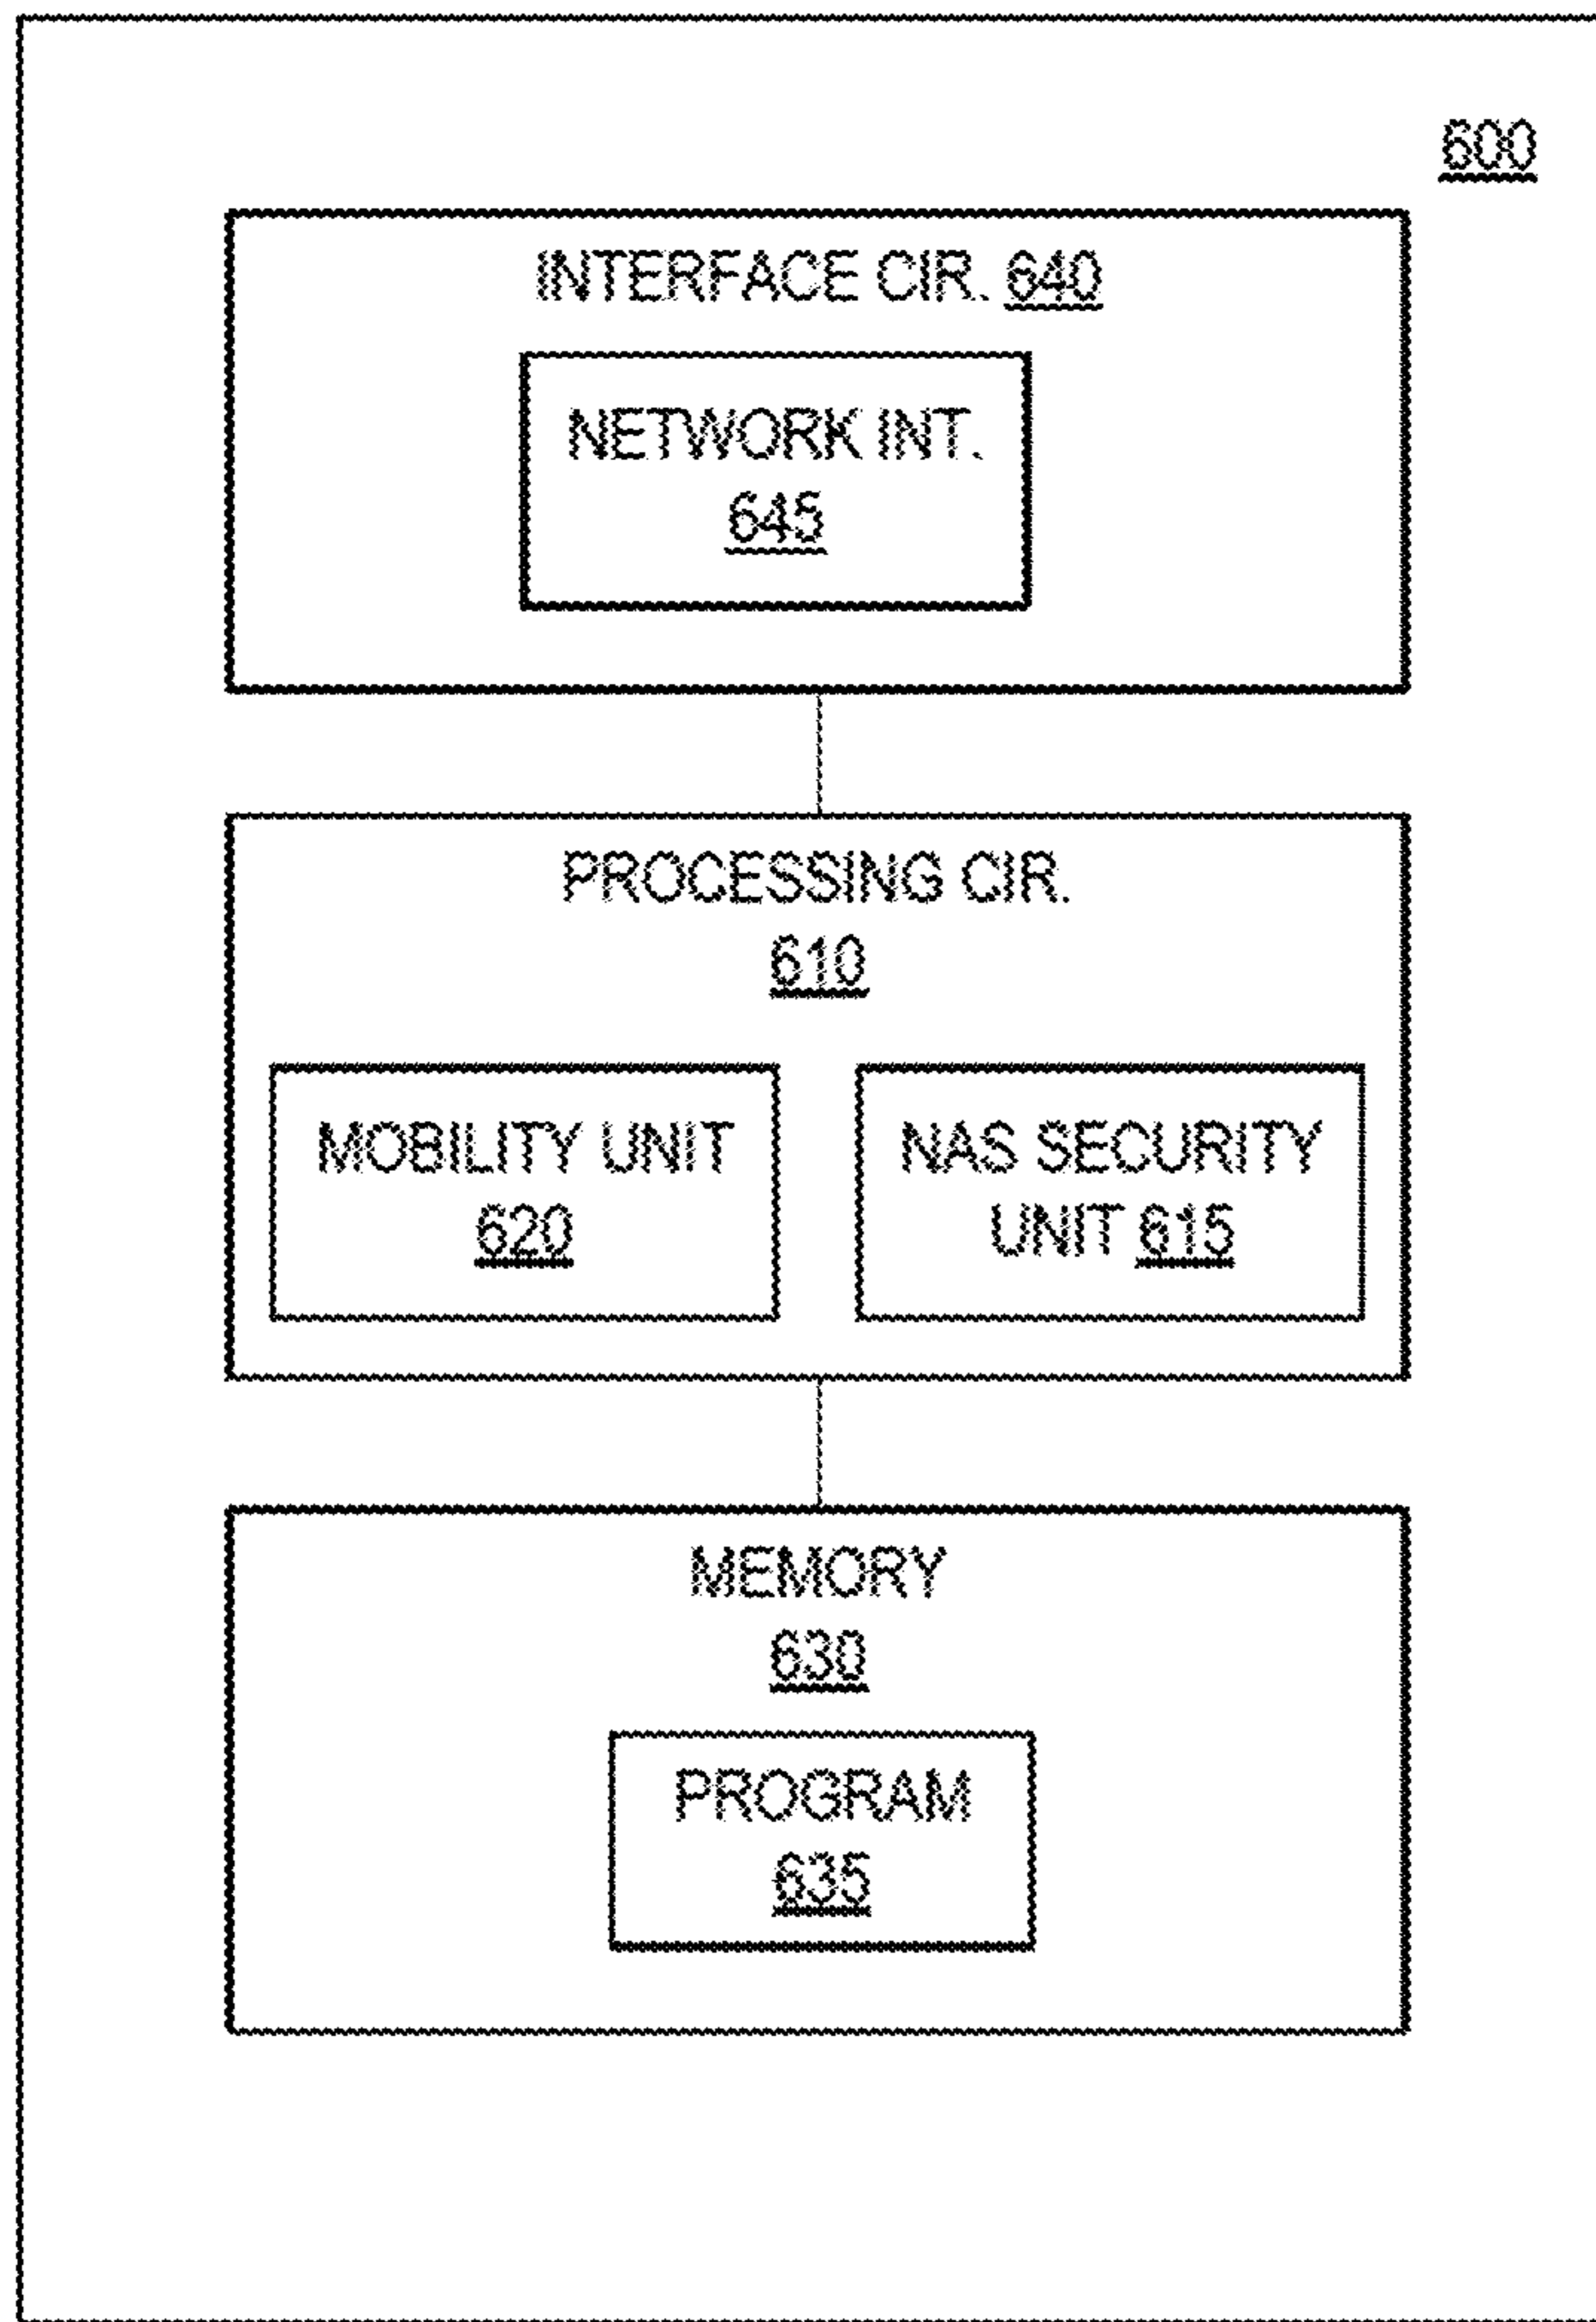 600
INTERFACE CIR. 640
NETWORK INT.
645
PROCESSING CIR.
610
MOBILITY UNIT
620
NAS SECURITY
UNIT 615
MEMORY
630
PROGRAM
635